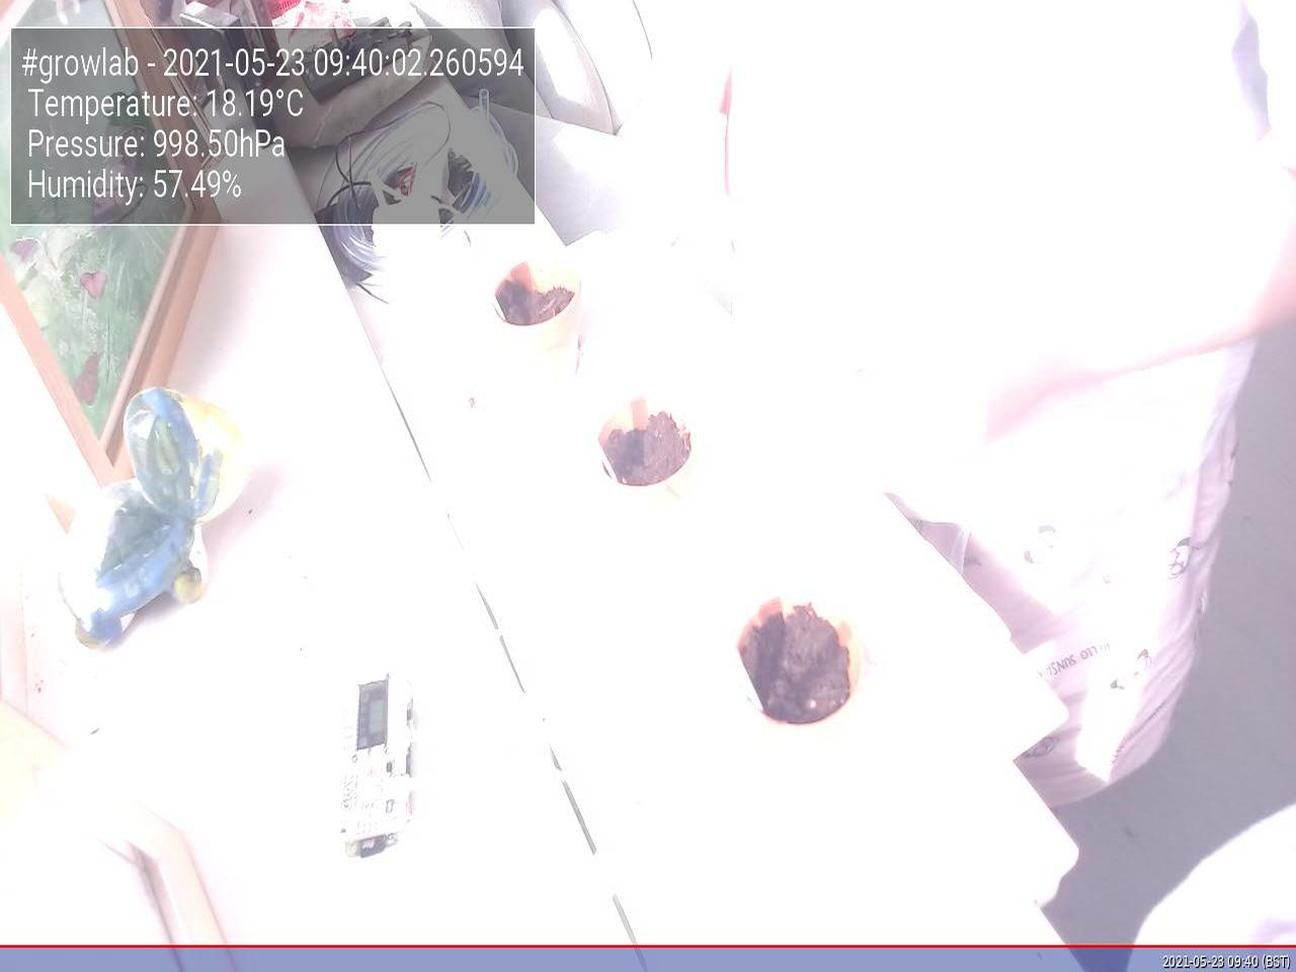 #growlab - 2021-05-23 09:40:02.260594
Temperature: 18.19°C
Pressure: 998.50hPa
Humidity: 57.49%
2021-05-23 09:40 (BST)